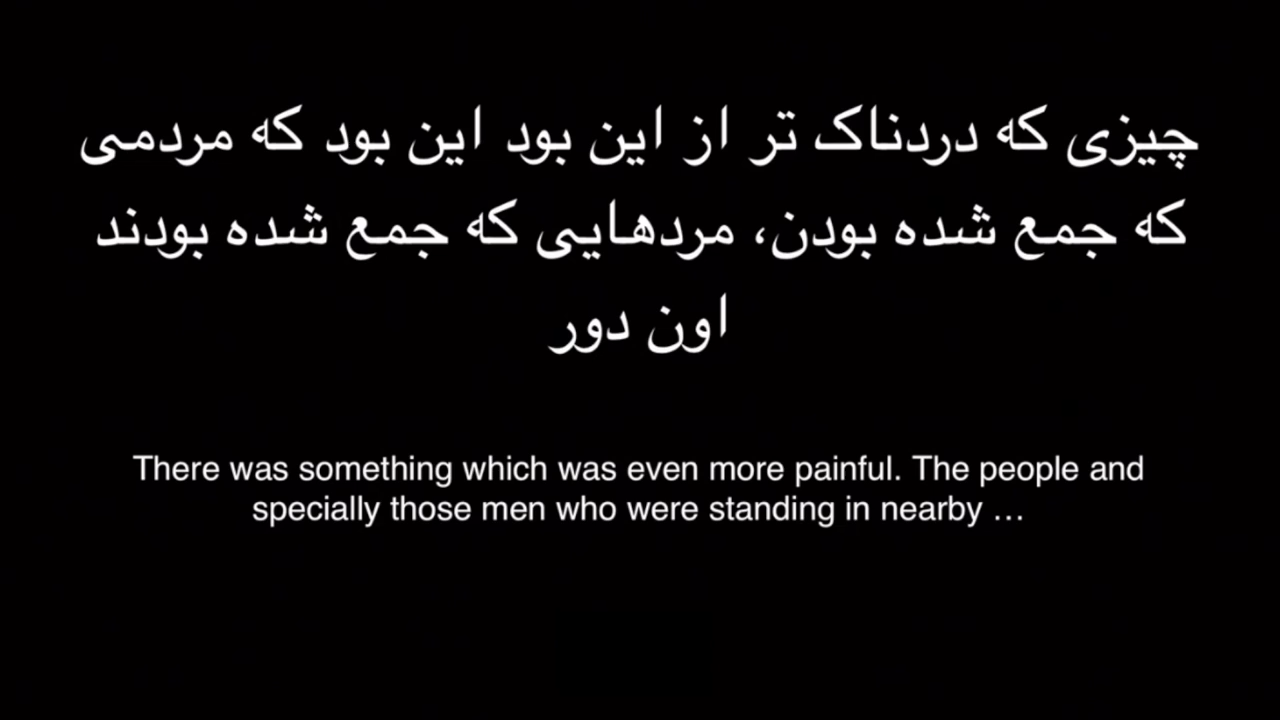 چیزی که دردناک تر از این بود این بود که مردمی
که جمع شده بودن، مردهایی که جمع شده بودند
اون دور
There was something which was even more painful. The people and
specially those men who were standing in nearby …